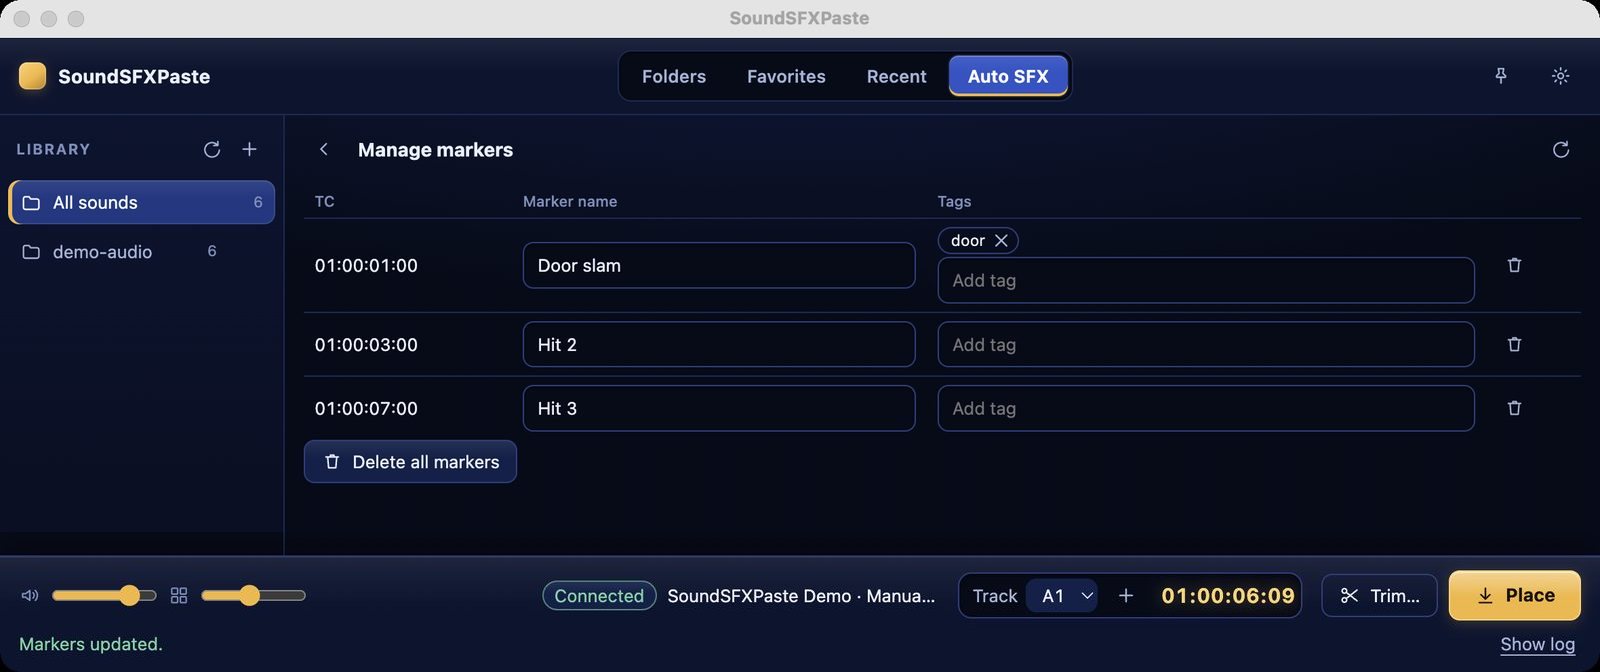 SoundSFXPaste
SoundSFXPaste
Folders Favorites Recent Auto SFX
LIBRARY
All sounds 6
demo-audio 6
Manage markers
TC Marker name Tags
door
01:00:01:00 Door slam Add tag
01:00:03:00 Hit 2 Add tag
01:00:07:00 Hit 3 Add tag
Delete all markers
Connected SoundSFXPaste Demo · Manua... Track A1 01:00:06:09 Trim... Place
Markers updated. Show log